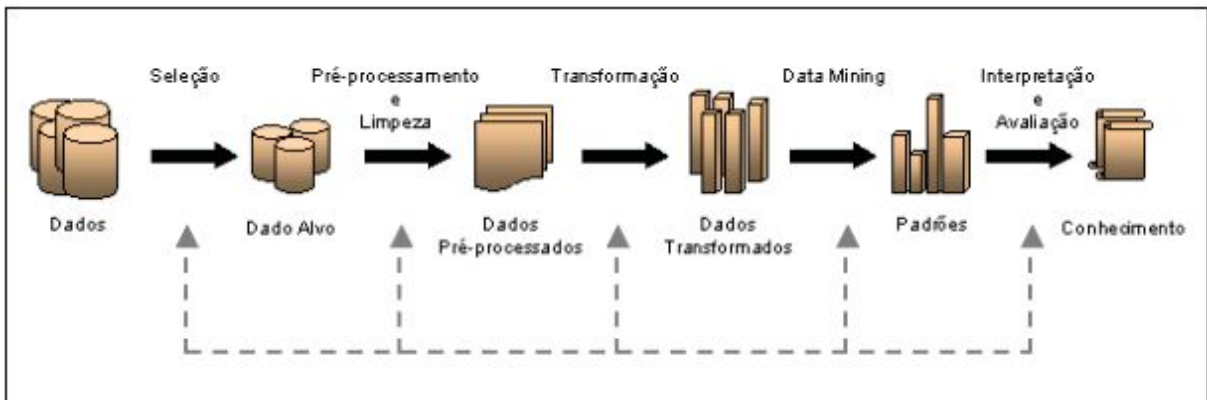 Seleção
Pré-processamento
e
Limpeza
Transformação
Data Mining
Interpretação
e
Avaliação
Dados
Dado Alvo
Dados
Pré-processados
Dados
Transformados
Padrões
Conhecimento